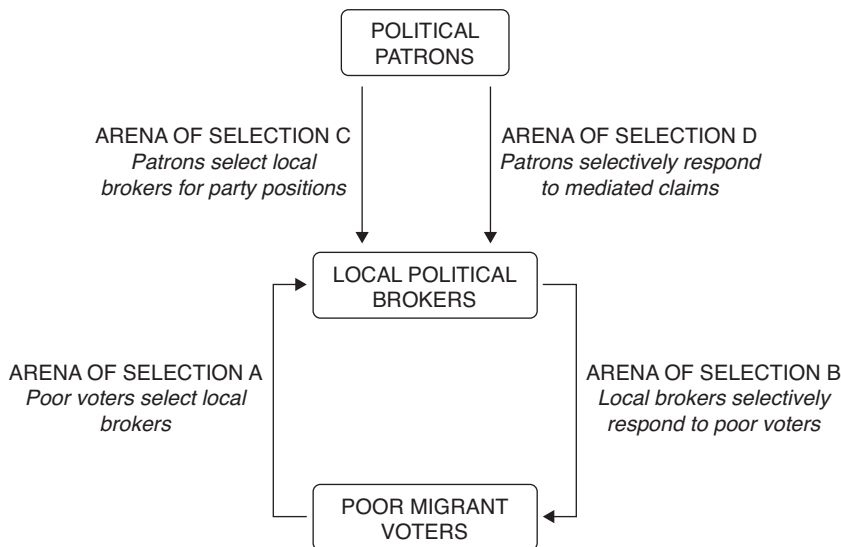 POLITICAL
PATRONS
ARENA OF SELECTION C
Patrons select local
brokers for party positions
ARENA OF SELECTION D
Patrons selectively respond
to mediated claims
LOCAL POLITICAL
BROKERS
ARENA OF SELECTION A
Poor voters select local
brokers
ARENA OF SELECTION B
Local brokers selectively
respond to poor voters
POOR MIGRANT
VOTERS